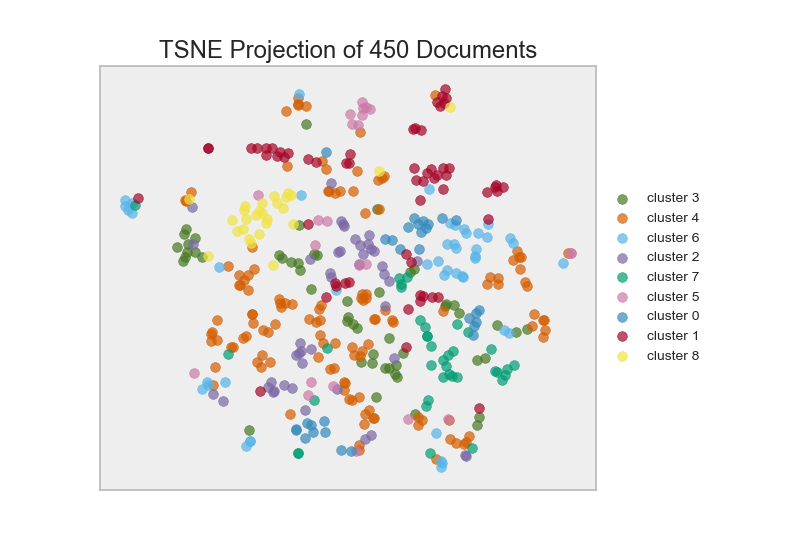 TSNE Projection of 450 Documents
cluster 3
cluster 4
cluster 6
cluster 2
cluster 7
cluster 5
cluster 0
cluster 1
cluster 8